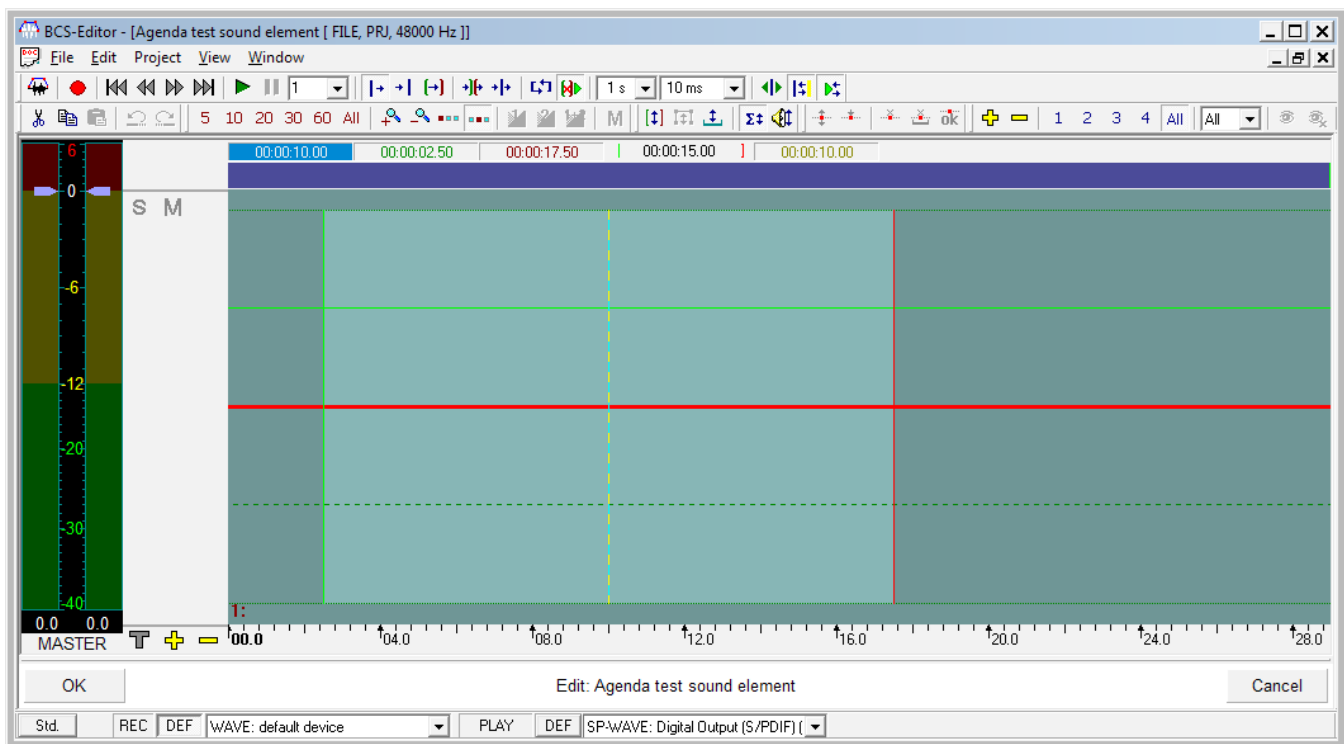 BCS-Editor - [Agenda test sound element [ FILE, PRJ, 48000 Hz ]]
DOC File Edit Project View Window
1 1 s 10 ms
5 10 20 30 60 All M Σ ok 1 2 3 4 All All
6 00:00:10.00 00:00:02.50 00:00:17.50 | 00:00:15.00 ] 00:00:10.00
0
S M
-6
-12
-20
-30
-40
1:
0.0 0.0
MASTER T 00.0 04.0 08.0 12.0 16.0 20.0 24.0 28.0
OK Edit: Agenda test sound element Cancel
Std. REC DEF WAVE: default device PLAY DEF SP-WAVE: Digital Output (S/PDIF) (